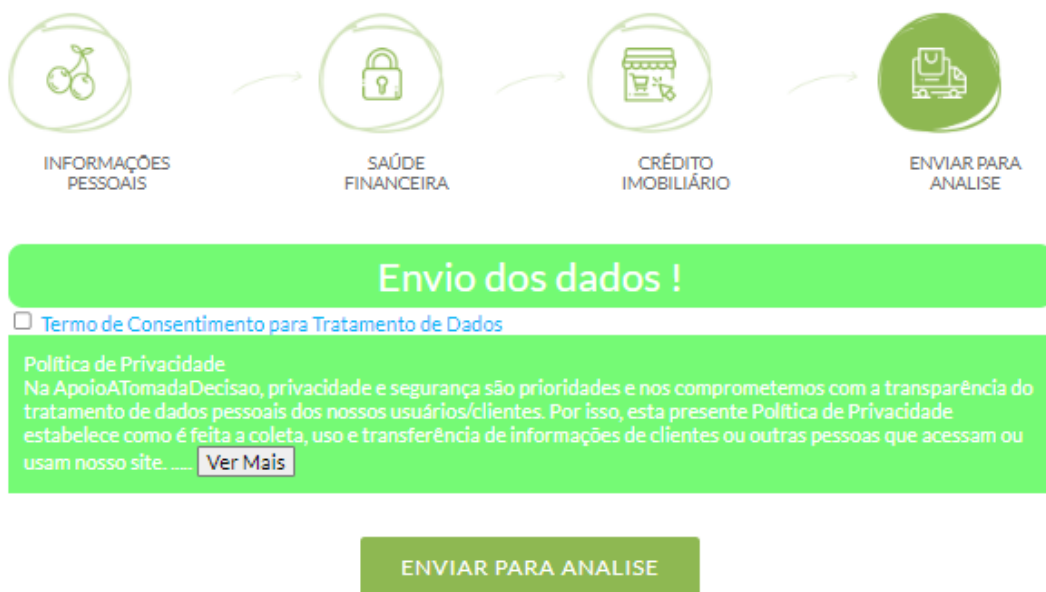 INFORMAÇÕES
PESSOAIS
SAÚDE
FINANCEIRA
CRÉDITO
IMOBILIÁRIO
ENVIAR PARA
ANALISE
Envio dos dados !
Termo de Consentimento para Tratamento de Dados
Política de Privacidade
Na ApoioATomadaDecisao, privacidade e segurança são prioridades e nos comprometemos com a transparência do
tratamento de dados pessoais dos nossos usuários/clientes. Por isso, esta presente Política de Privacidade
estabelece como é feita a coleta, uso e transferência de informações de clientes ou outras pessoas que acessam ou
usam nosso site. ..... Ver Mais
ENVIAR PARA ANALISE